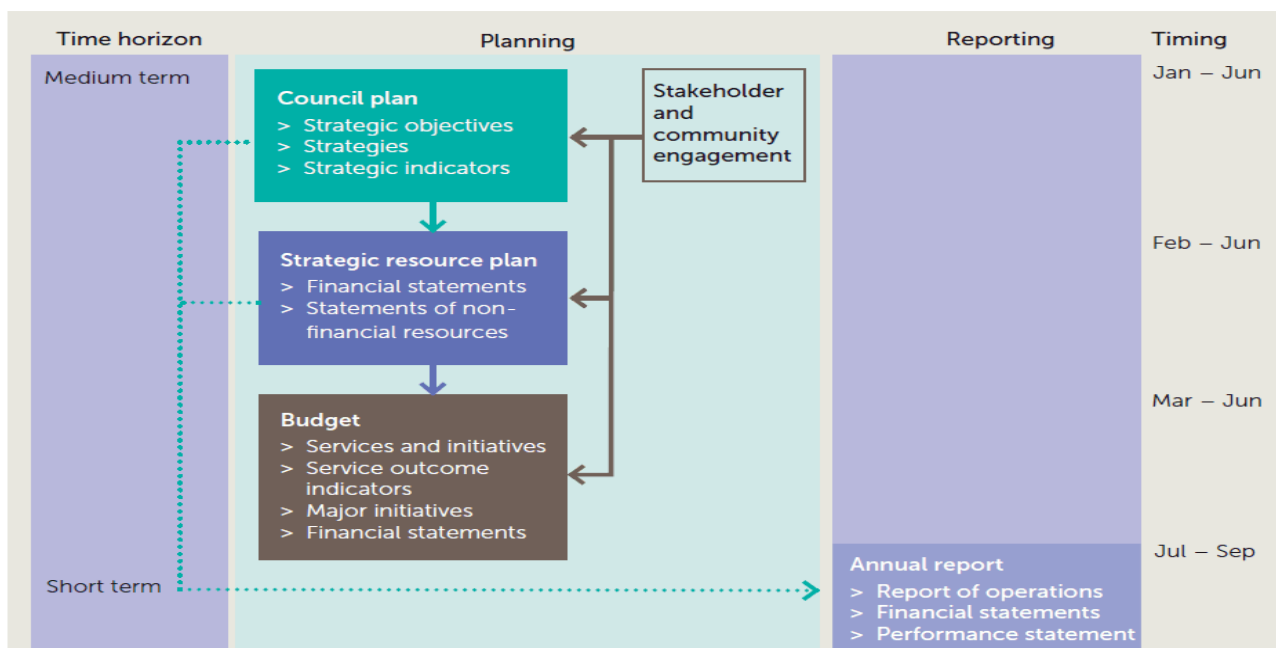 Time horizon
Planning
Reporting
Timing
Medium term
Jan – Jun
Council plan
> Strategic objectives
> Strategies
> Strategic indicators
Stakeholder
and
community
engagement
Strategic resource plan
> Financial statements
> Statements of non-
financial resources
Feb – Jun
Budget
> Services and initiatives
> Service outcome
indicators
> Major initiatives
> Financial statements
Mar – Jun
Short term
Annual report
> Report of operations
> Financial statements
> Performance statement
Jul – Sep